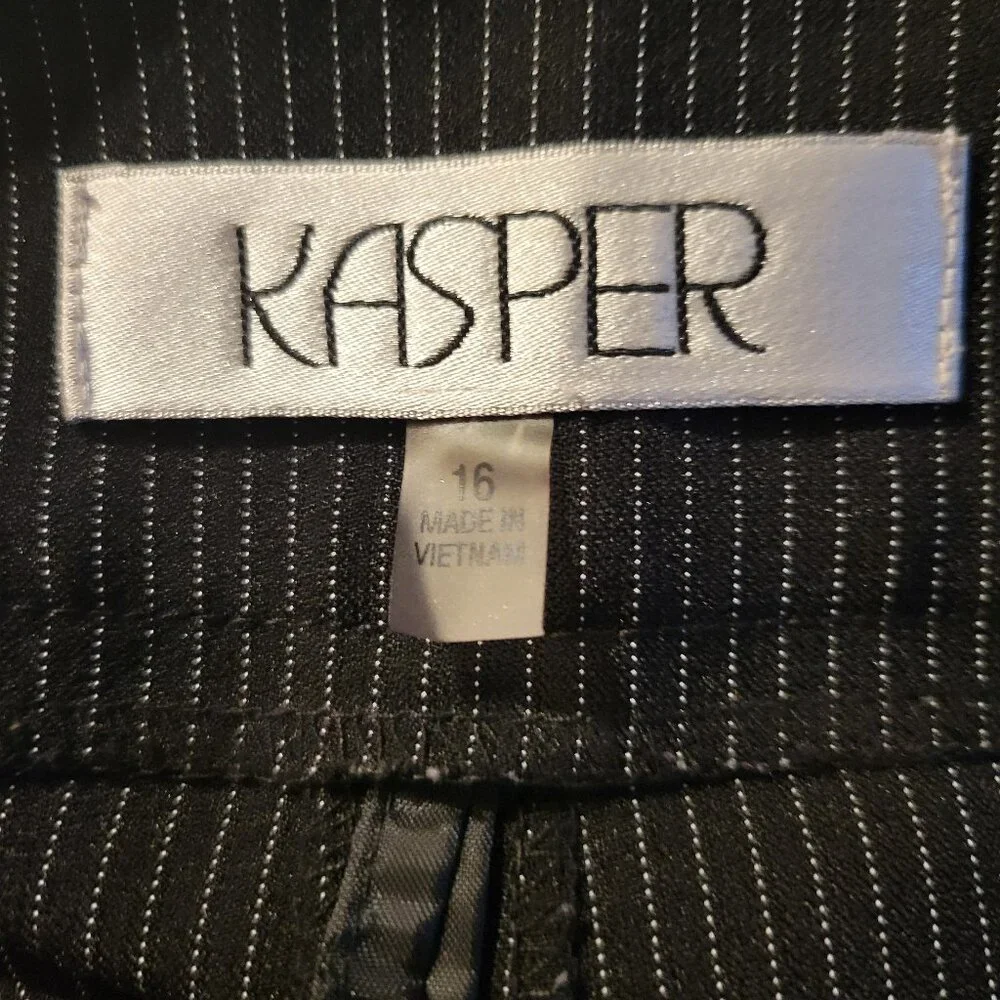 KASPER
16
MADE IN
VIETNAM